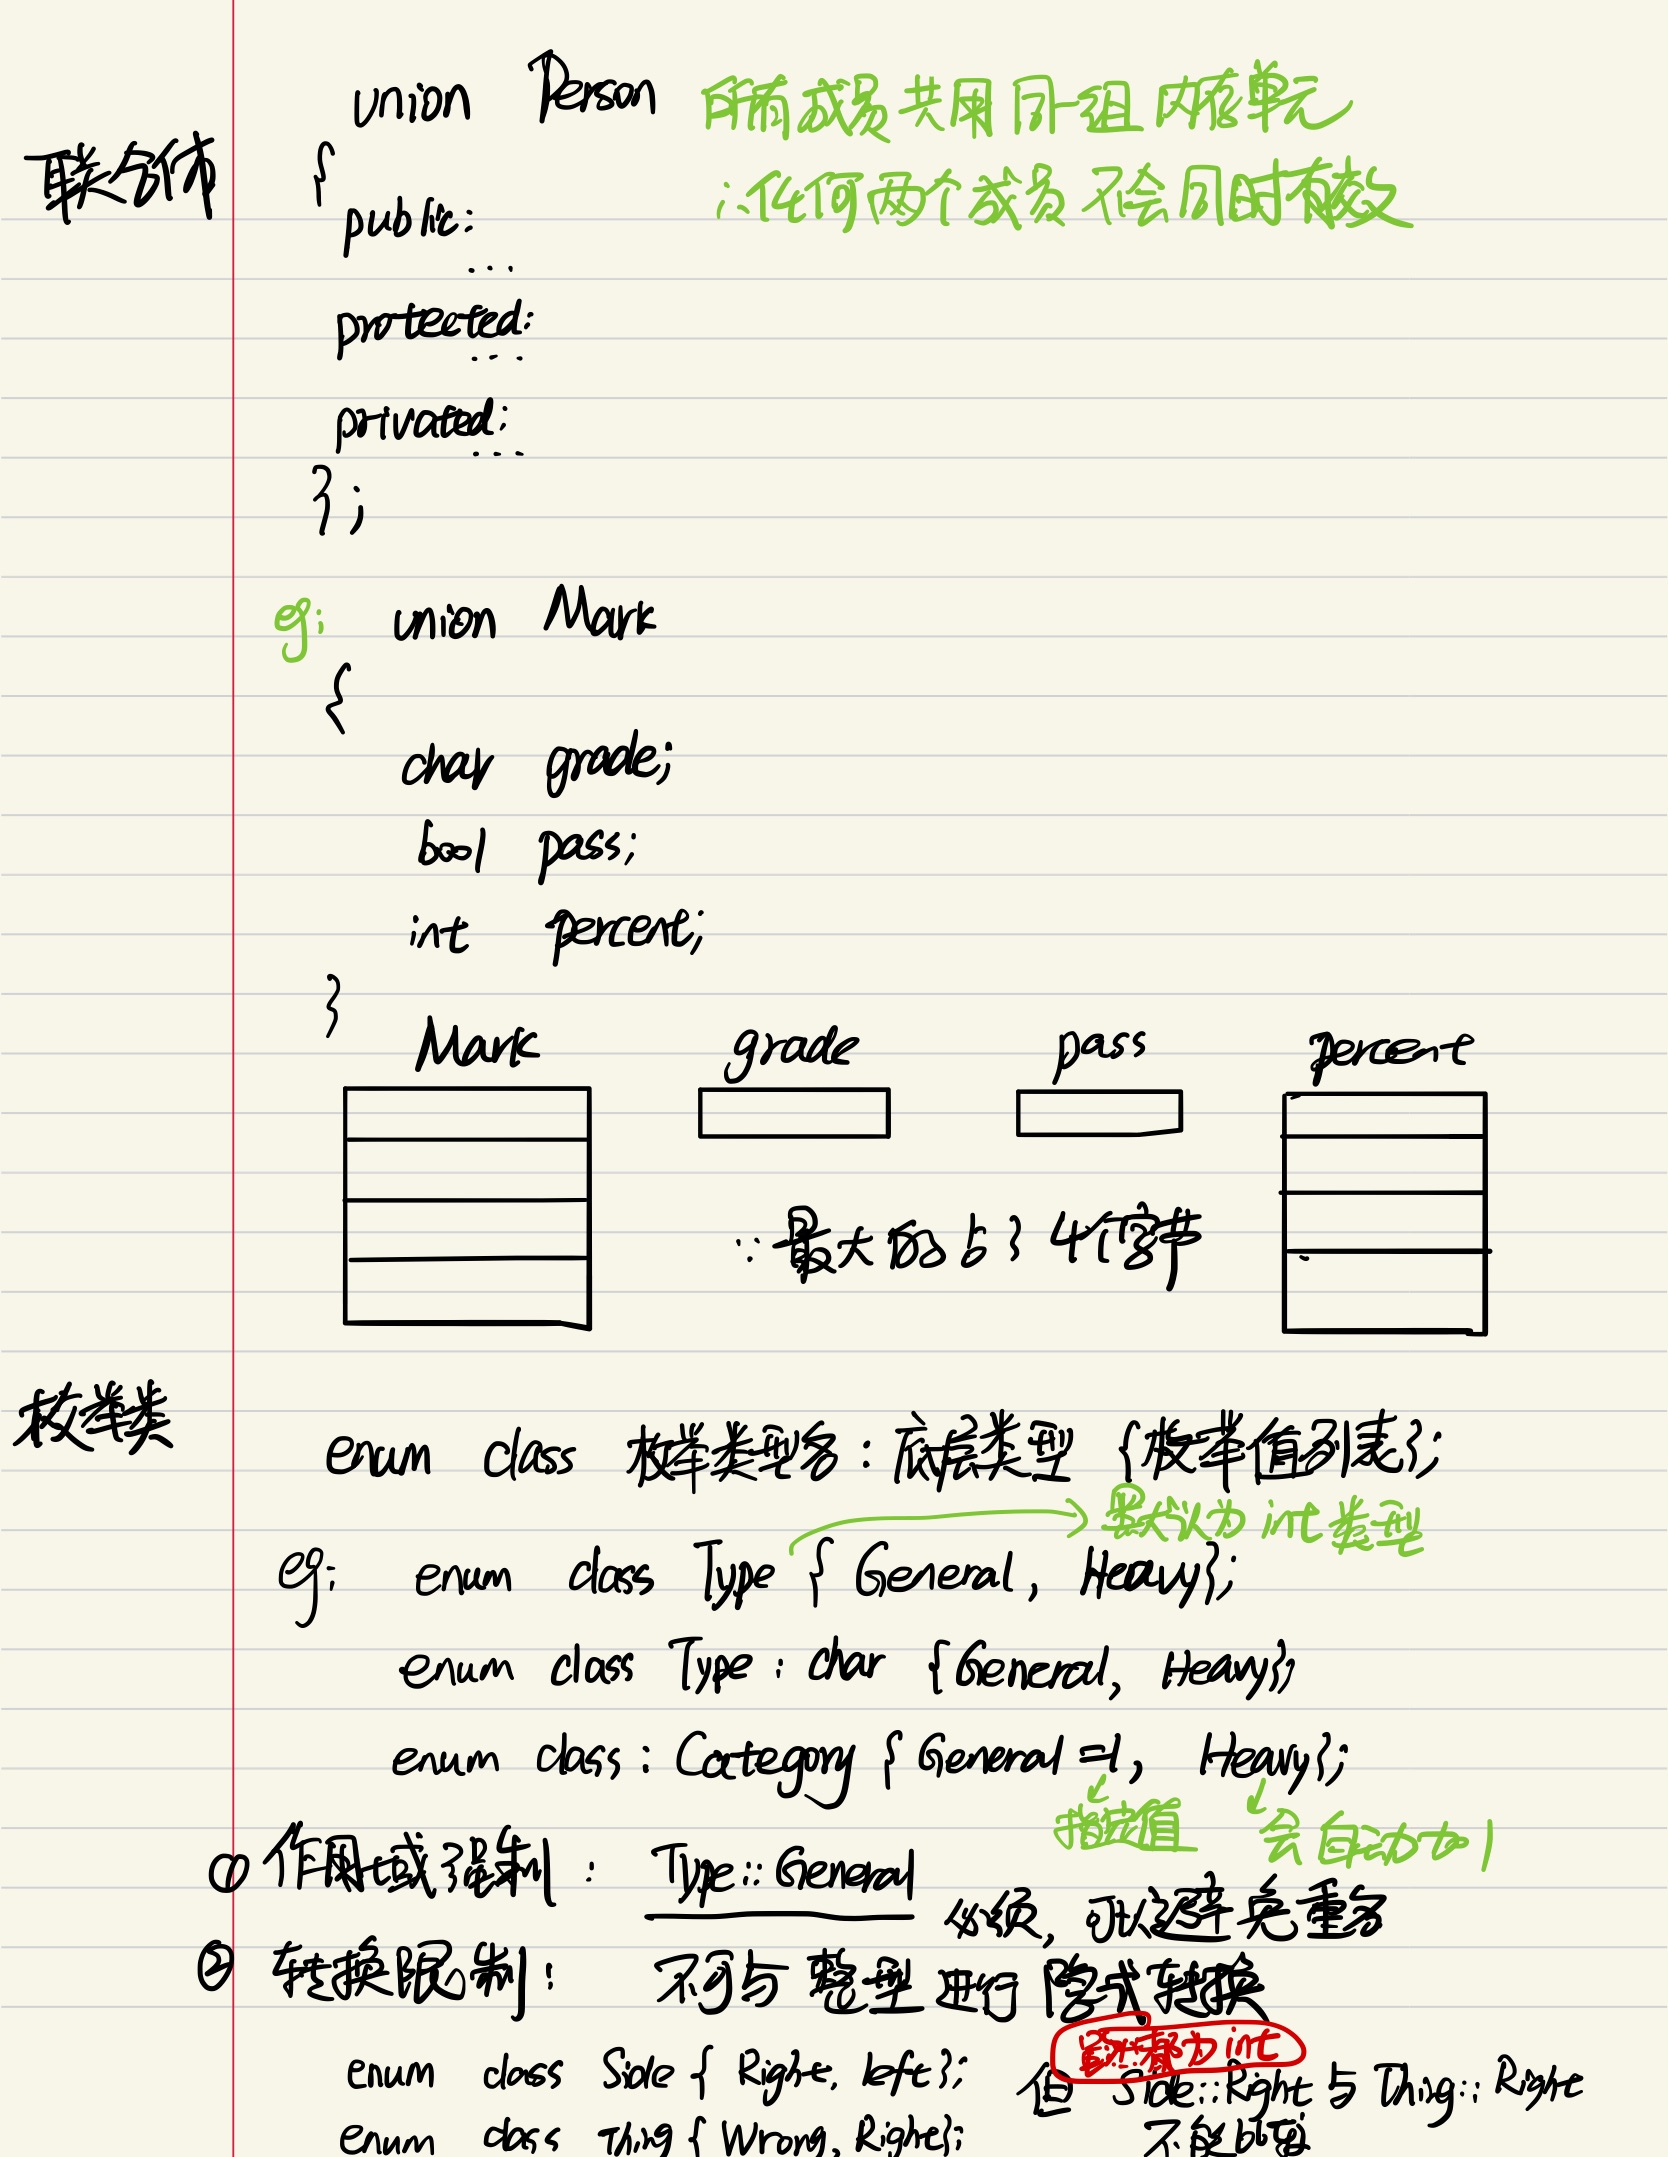 联合体
union Person 所有成员共用同一组内存单元
{
∴任何两个成员不会同时有效
public:
...
protected:
...
privated:
...
};
eg: union Mark
{
char grade;
bool pass;
int percent;
}
Mark grade pass percent
∵最大的占了4个字节
枚举类
enum class 枚举类型名：底层类型 {枚举值列表};
默认为int类型
eg: enum class Type { General, Heavy};
enum class Type : char {General, Heavy};
enum class : Category { General =1, Heavy};
指定值 会自动加1
① 作用域强制： Type::General 必须，可以避免重名
② 转换限制： 不可与整型进行隐式转换
为int
enum class Side { Right, left}; 但 Side::Right 与 Thing::Right
enum class Thing { Wrong, Right}; 不能比较